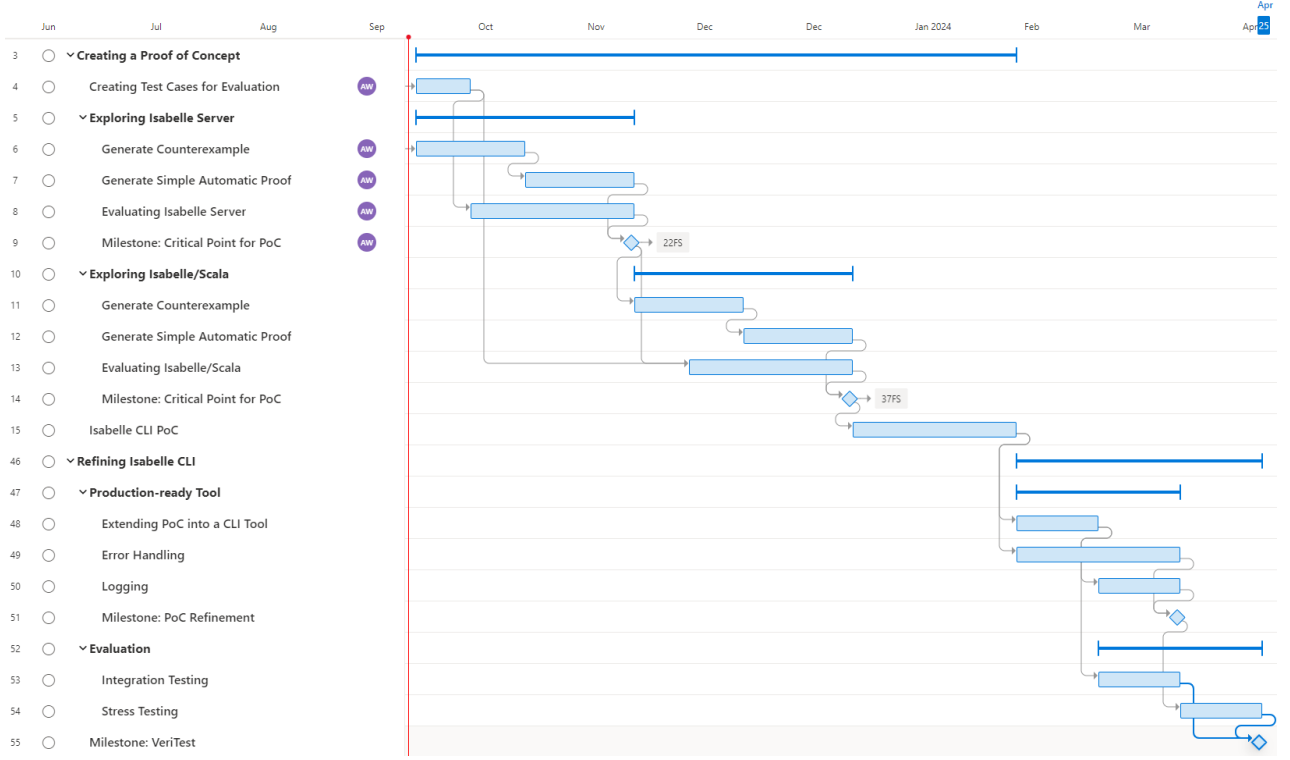 Apr
Jun Jul Aug Sep Oct Nov Dec Dec Jan 2024 Feb Mar Apr 25
3 Creating a Proof of Concept
4 Creating Test Cases for Evaluation AW
5 Exploring Isabelle Server
6 Generate Counterexample AW
7 Generate Simple Automatic Proof AW
8 Evaluating Isabelle Server AW
9 Milestone: Critical Point for PoC AW 22FS
10 Exploring Isabelle/Scala
11 Generate Counterexample
12 Generate Simple Automatic Proof
13 Evaluating Isabelle/Scala
14 Milestone: Critical Point for PoC 37FS
15 Isabelle CLI PoC
46 Refining Isabelle CLI
47 Production-ready Tool
48 Extending PoC into a CLI Tool
49 Error Handling
50 Logging
51 Milestone: PoC Refinement
52 Evaluation
53 Integration Testing
54 Stress Testing
55 Milestone: VeriTest